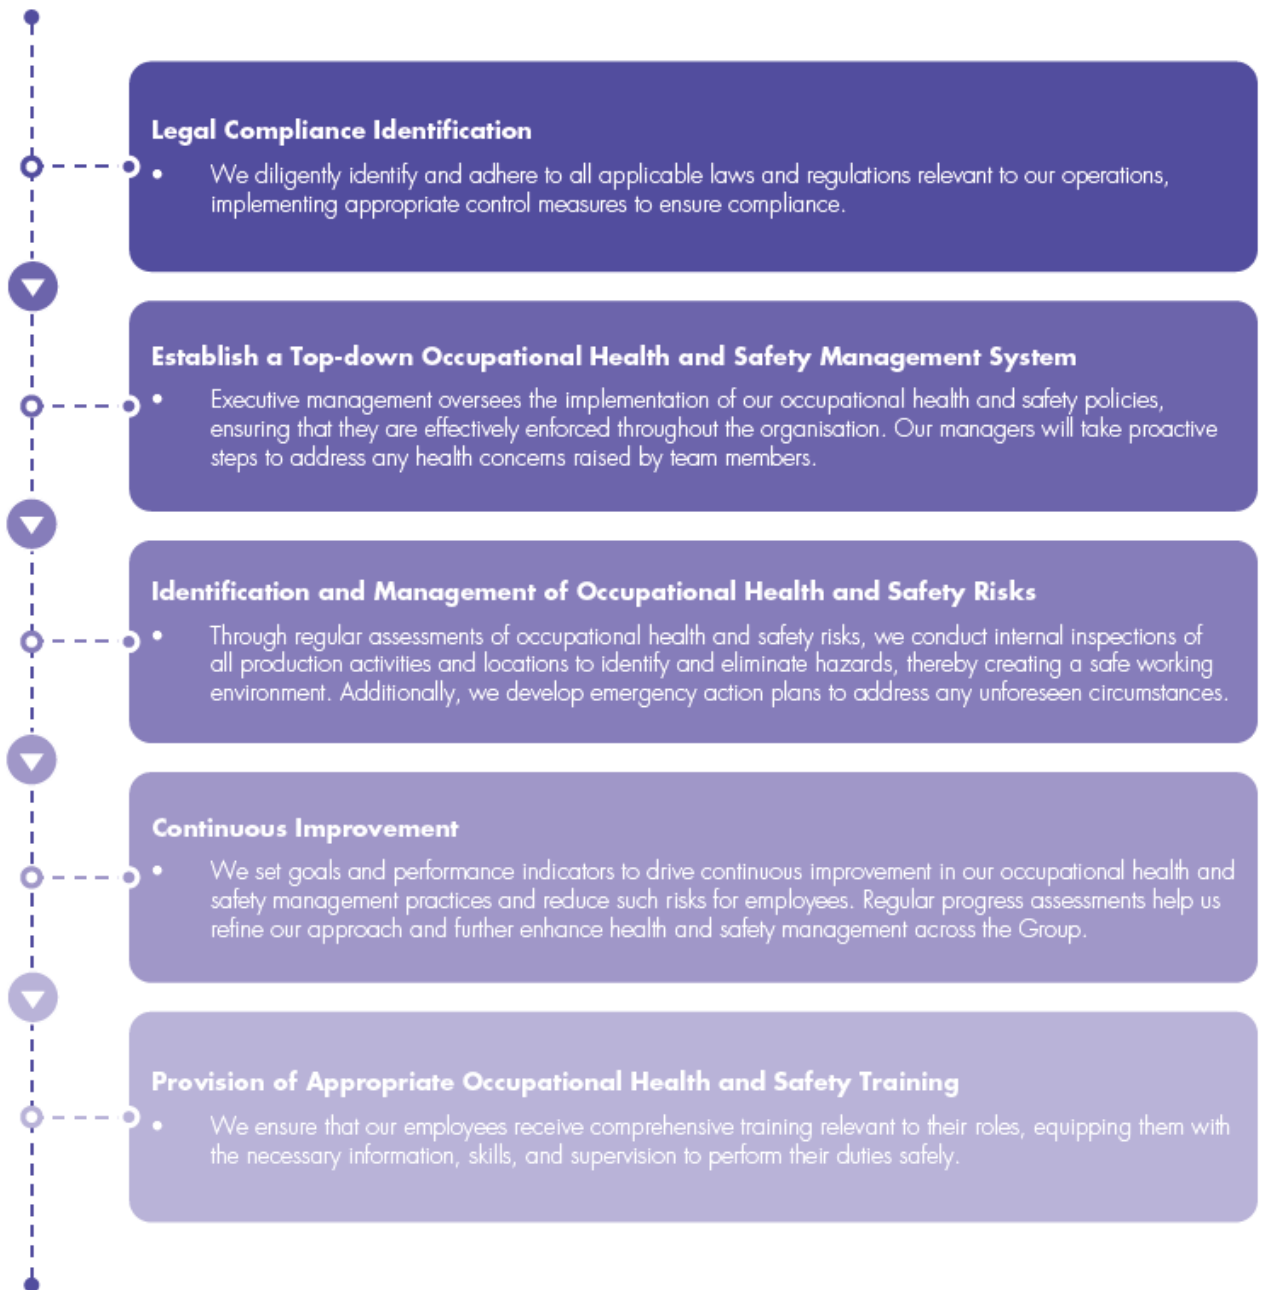 Legal Compliance Identification
• We diligently identify and adhere to all applicable laws and regulations relevant to our operations,
implementing appropriate control measures to ensure compliance.
Establish a Top-down Occupational Health and Safety Management System
• Executive management oversees the implementation of our occupational health and safety policies,
ensuring that they are effectively enforced throughout the organisation. Our managers will take proactive
steps to address any health concerns raised by team members.
Identification and Management of Occupational Health and Safety Risks
• Through regular assessments of occupational health and safety risks, we conduct internal inspections of
all production activities and locations to identify and eliminate hazards, thereby creating a safe working
environment. Additionally, we develop emergency action plans to address any unforeseen circumstances.
Continuous Improvement
• We set goals and performance indicators to drive continuous improvement in our occupational health and
safety management practices and reduce such risks for employees. Regular progress assessments help us
refine our approach and further enhance health and safety management across the Group.
Provision of Appropriate Occupational Health and Safety Training
• We ensure that our employees receive comprehensive training relevant to their roles, equipping them with
the necessary information, skills, and supervision to perform their duties safely.